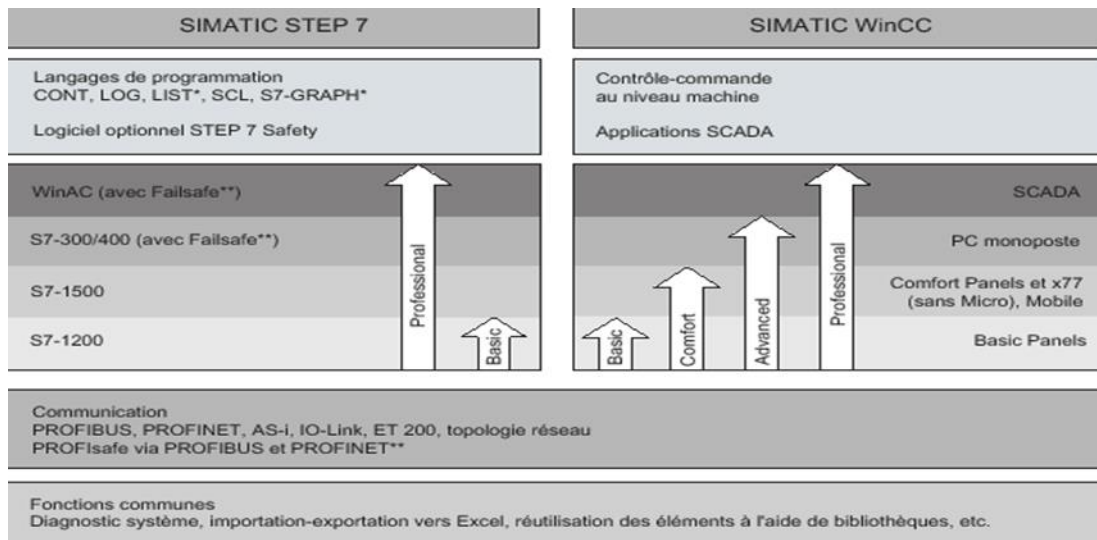 SIMATIC STEP 7
Langages de programmation
CONT, LOG, LIST*, SCL, S7-GRAPH*
Logiciel optionnel STEP 7 Safety
WinAC (avec Failsafe**)
S7-300/400 (avec Failsafe**)
S7-1500
S7-1200
Professional
Basic
SIMATIC WinCC
Contrôle-commande
au niveau machine
Applications SCADA
Basic
Comfort
Advanced
Professional
SCADA
PC monoposte
Comfort Panels et x77
(sans Micro), Mobile
Basic Panels
Communication
PROFIBUS, PROFINET, AS-i, IO-Link, ET 200, topologie réseau
PROFIsafe via PROFIBUS et PROFINET**
Fonctions communes
Diagnostic système, importation-exportation vers Excel, réutilisation des éléments à l'aide de bibliothèques, etc.